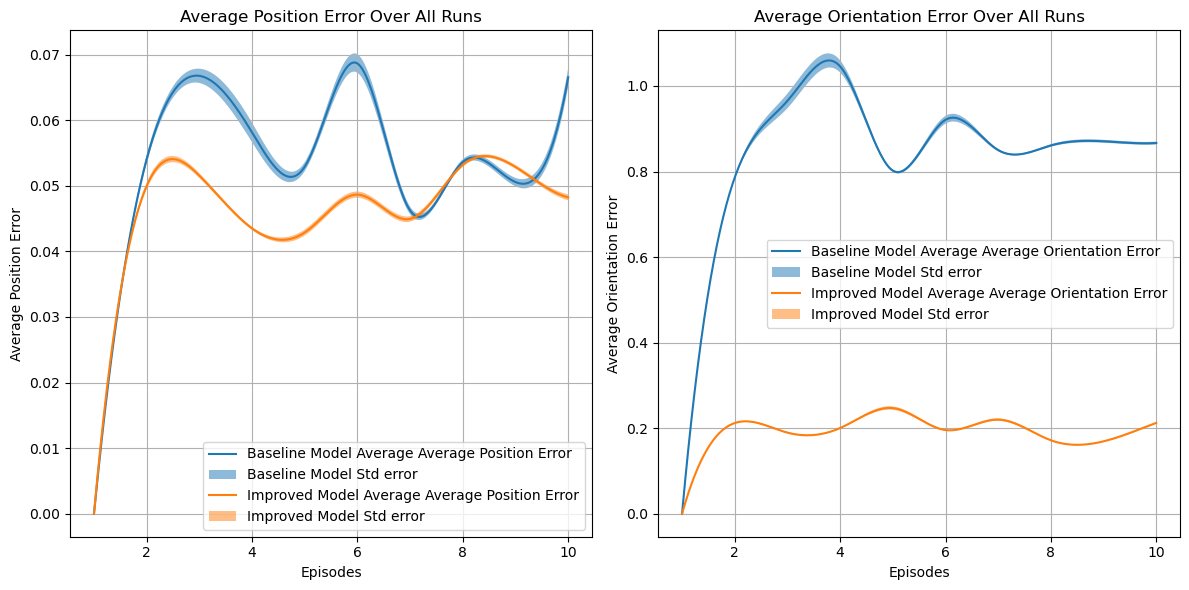 Average Position Error Over All Runs
Average Position Error
0.07
0.06
0.05
0.04
0.03
0.02
0.01
0.00
Baseline Model Average Average Position Error
Baseline Model Std error
Improved Model Average Average Position Error
Improved Model Std error
2 4 6 8 10
Episodes
Average Orientation Error Over All Runs
Average Orientation Error
1.0
0.8
0.6
0.4
0.2
0.0
Baseline Model Average Average Orientation Error
Baseline Model Std error
Improved Model Average Average Orientation Error
Improved Model Std error
2 4 6 8 10
Episodes